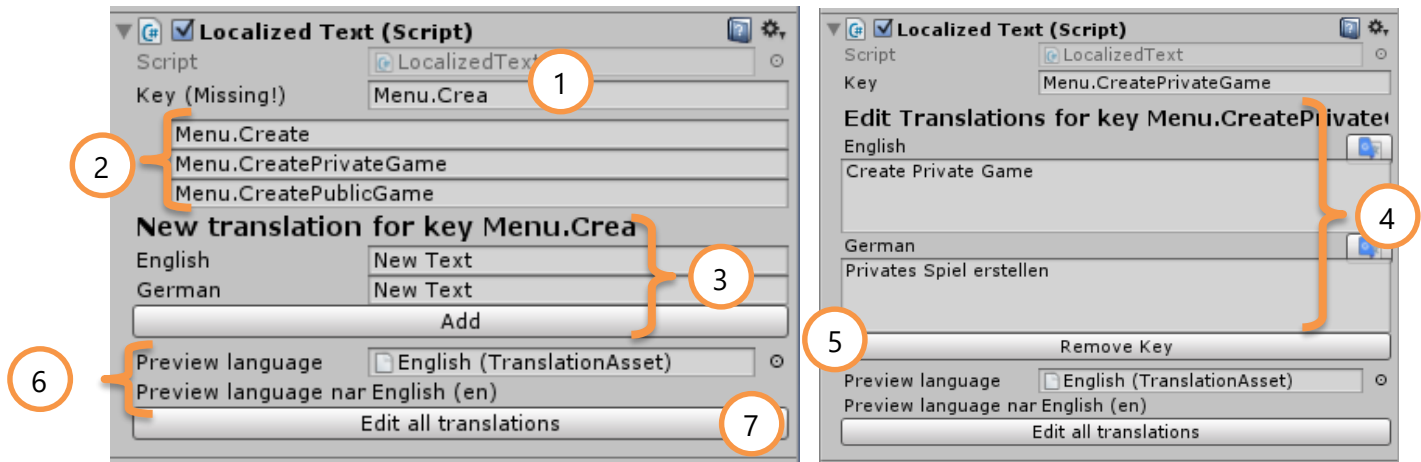 Localized Text (Script)
Script LocalizedText
1
Key (Missing!) Menu.Crea
2
Menu.Create
Menu.CreatePrivateGame
Menu.CreatePublicGame
New translation for key Menu.Crea
3
English New Text
German New Text
Add
6
Preview language English (TranslationAsset)
Preview language nar English (en)
Edit all translations
7
Localized Text (Script)
Script LocalizedText
Key Menu.CreatePrivateGame
Edit Translations for key Menu.CreatePrivate
English
Create Private Game
4
German
Privates Spiel erstellen
5
Remove Key
Preview language English (TranslationAsset)
Preview language nar English (en)
Edit all translations